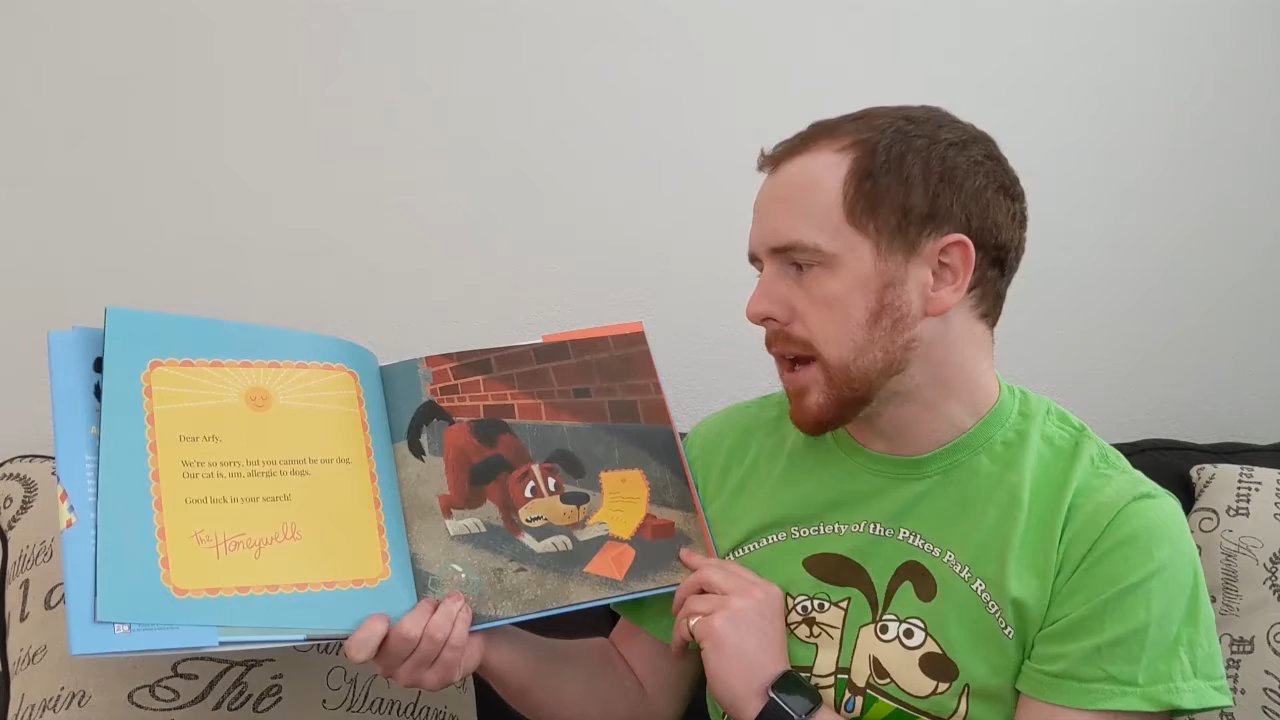 Dear Arfy,
We're so sorry, but you cannot be our dog.
Our cat is, um, allergic to dogs.
Good luck in your search!
The Honeywells
Humane Society of the Pikes Peak Region
The
Mandarin